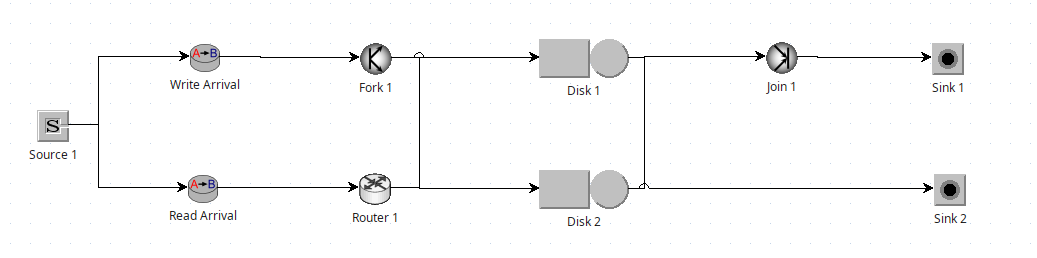 A→B
Write Arrival
Fork 1
Disk 1
Join 1
Sink 1
S
Source 1
A→B
Read Arrival
Router 1
Disk 2
Sink 2